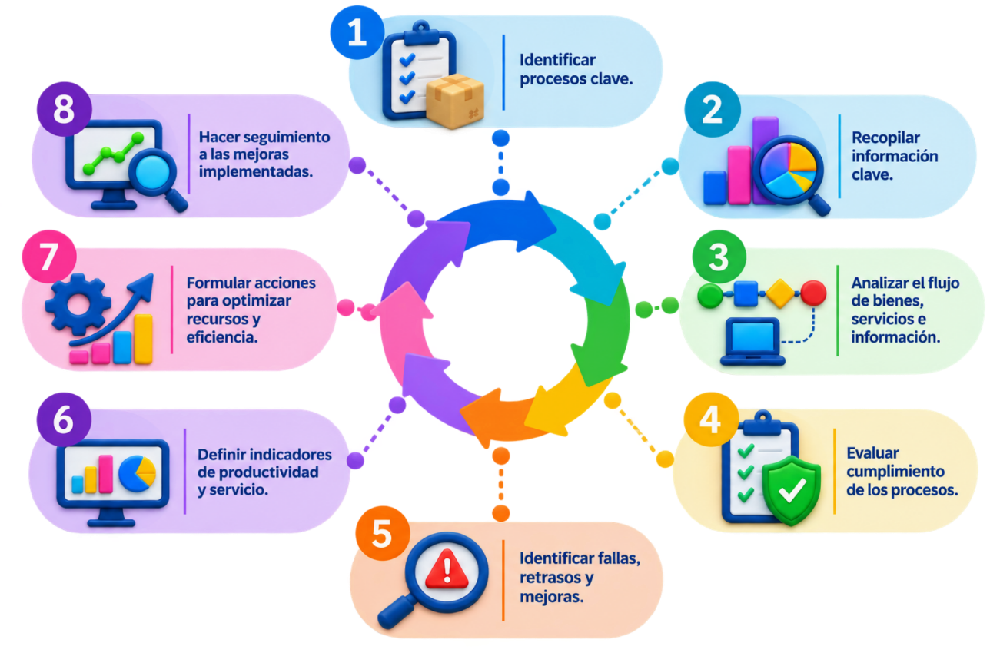 1
Identificar
procesos clave.
2
Recopilar
información
clave.
3
Analizar el flujo
de bienes,
servicios e
información.
4
Evaluar
cumplimiento
de los procesos.
5
Identificar fallas,
retrasos y
mejoras.
6
Definir indicadores
de productividad
y servicio.
7
Formular acciones
para optimizar
recursos y
eficiencia.
8
Hacer seguimiento
a las mejoras
implementadas.